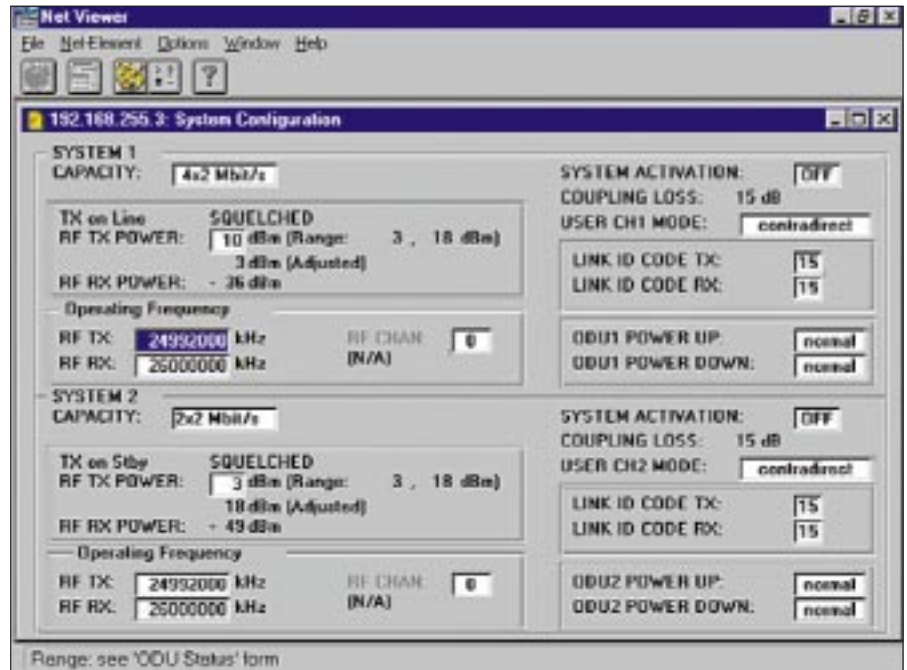 Net Viewer
File Net-Element Options Window Help
192.168.255.3: System Configuration
SYSTEM 1
CAPACITY: 4x2 Mbit/s
SYSTEM ACTIVATION: OFF
COUPLING LOSS: 15 dB
USER CH1 MODE: contradirect
TX on Line SQUELCHED
RF TX POWER: 10 dBm (Range: 3 , 18 dBm)
3 dBm (Adjusted)
RF RX POWER: - 36 dBm
LINK ID CODE TX: 15
LINK ID CODE RX: 15
Operating Frequency
RF TX: 24992000 kHz
RF RX: 26000000 kHz
RF CHAN: 0
(N/A)
ODU1 POWER UP: normal
ODU1 POWER DOWN: normal
SYSTEM 2
CAPACITY: 2x2 Mbit/s
SYSTEM ACTIVATION: OFF
COUPLING LOSS: 15 dB
USER CH2 MODE: contradirect
TX on Stby SQUELCHED
RF TX POWER: 3 dBm (Range: 3 , 18 dBm)
18 dBm (Adjusted)
RF RX POWER: - 49 dBm
LINK ID CODE TX: 15
LINK ID CODE RX: 15
Operating Frequency
RF TX: 24992000 kHz
RF RX: 26000000 kHz
RF CHAN: 0
(N/A)
ODU2 POWER UP: normal
ODU2 POWER DOWN: normal
Range: see 'ODU Status' form